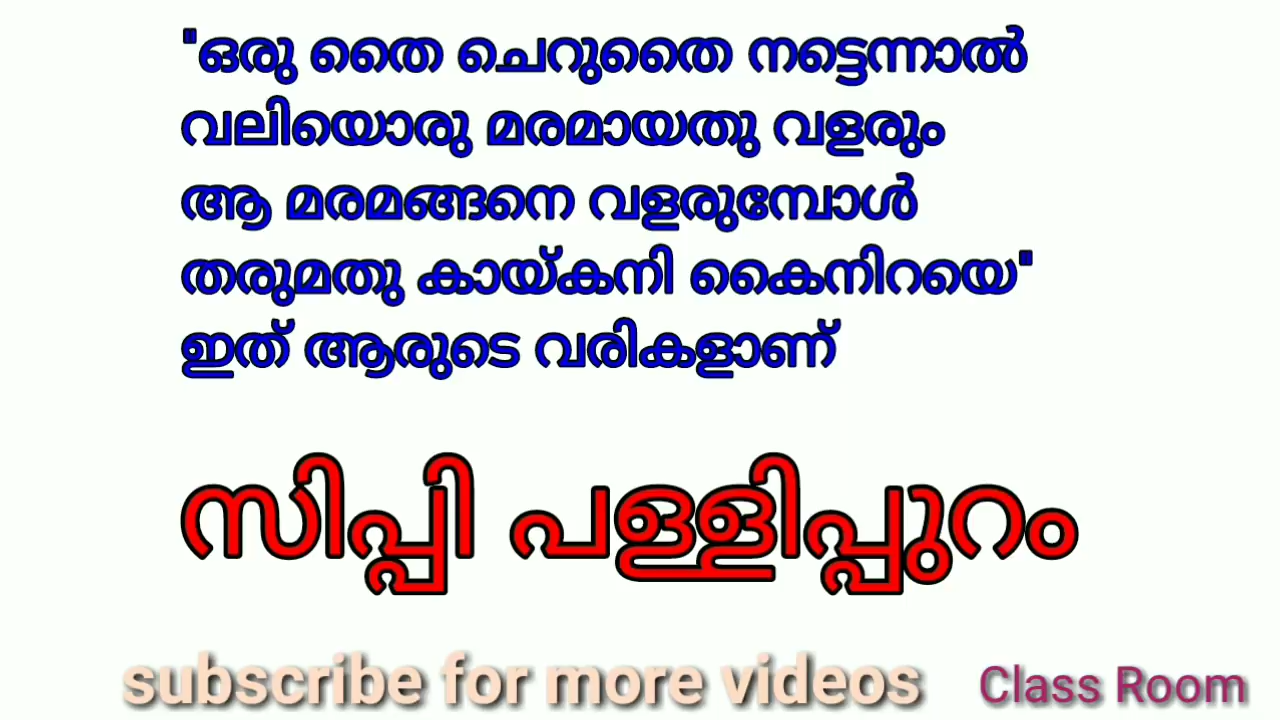 "ഒരു തൈ ചെറുതൈ നട്ടെന്നാൽ
വലിയൊരു മരമായതു വളരും
ആ മരമങ്ങനെ വളരുമ്പോൾ
തരുമതു കായ്കനി കൈനിറയെ"
ഇത് ആരുടെ വരികളാണ്
സിപ്പി പള്ളിപ്പുറം
subscribe for more videos Class Room